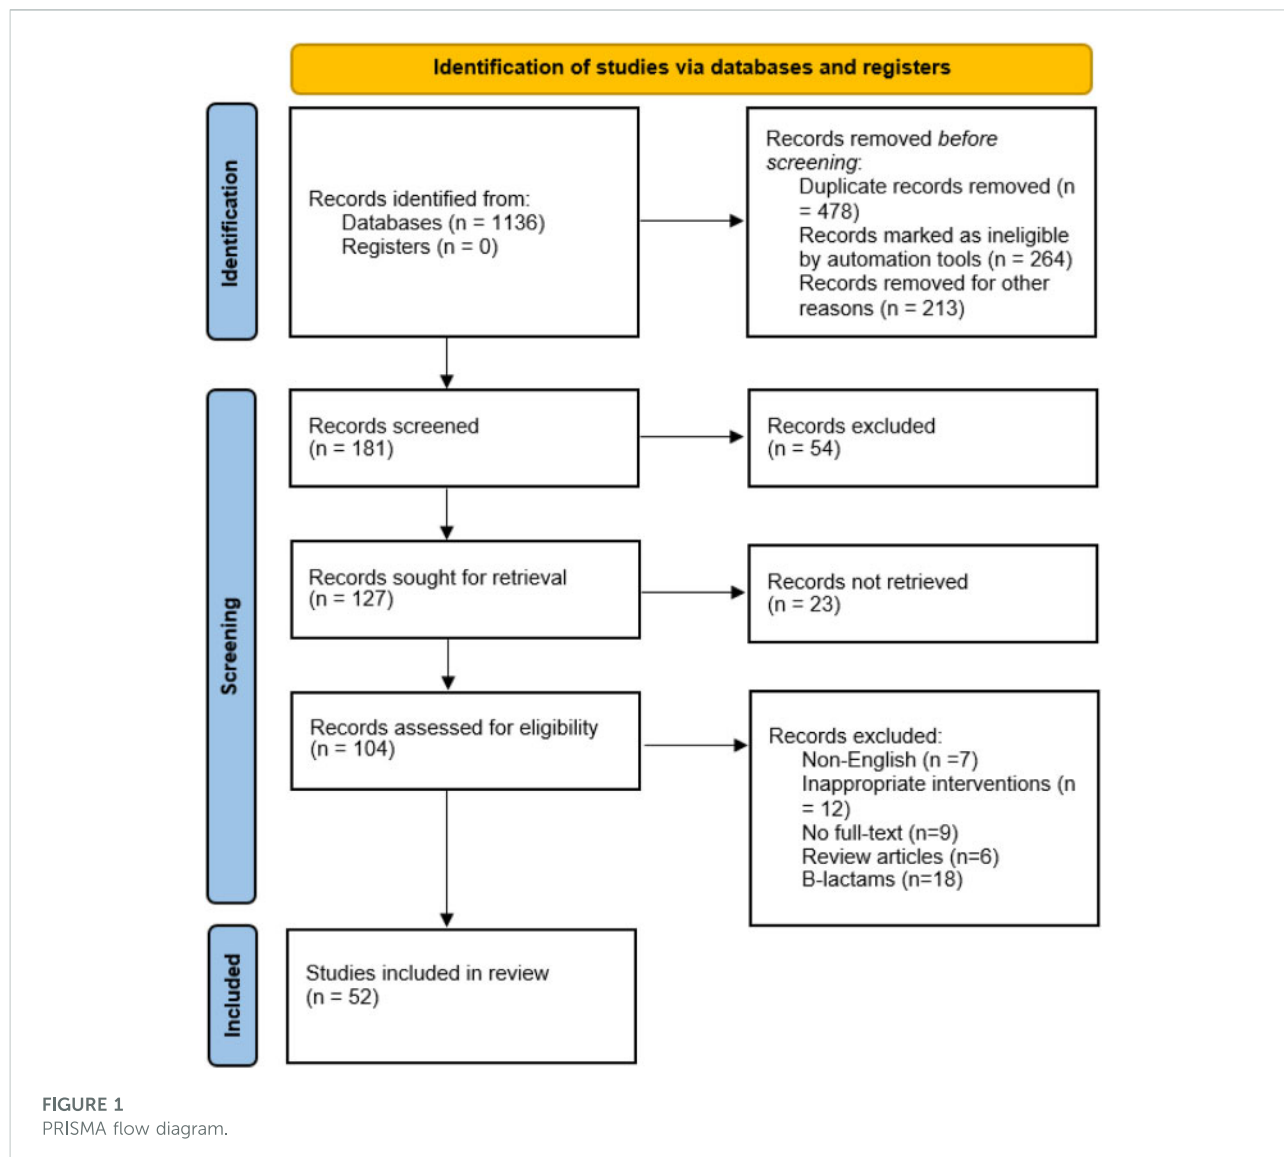 Identification of studies via databases and registers
Identification
Records identified from:
Databases (n = 1136)
Registers (n = 0)
Records removed before
screening:
Duplicate records removed (n
= 478)
Records marked as ineligible
by automation tools (n = 264)
Records removed for other
reasons (n = 213)
Screening
Records screened
(n = 181)
Records excluded
(n = 54)
Records sought for retrieval
(n = 127)
Records not retrieved
(n = 23)
Records assessed for eligibility
(n = 104)
Records excluded:
Non-English (n =7)
Inappropriate interventions (n
= 12)
No full-text (n=9)
Review articles (n=6)
B-lactams (n=18)
Included
Studies included in review
(n = 52)
FIGURE 1
PRISMA flow diagram.